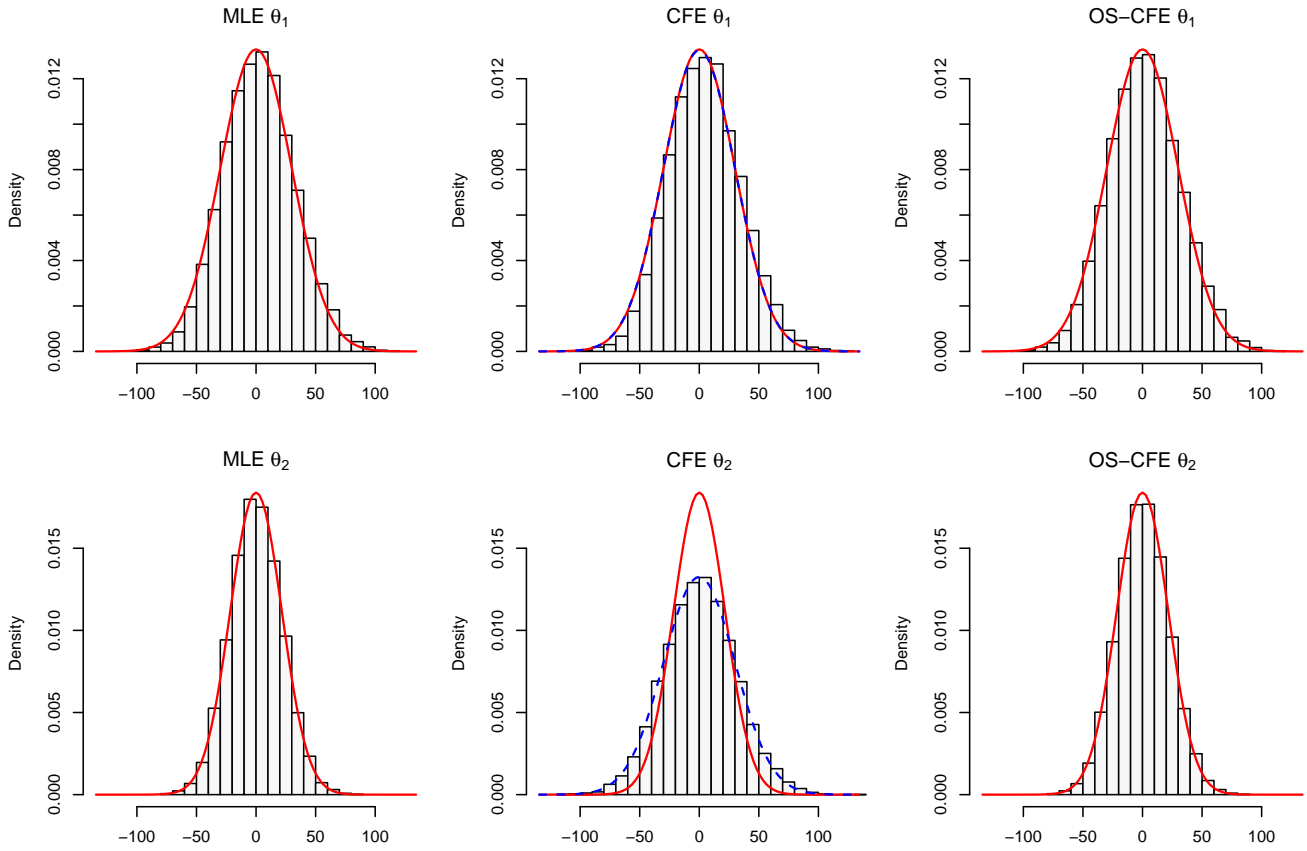 MLE θ₁
Density
0.000 0.004 0.008 0.012
−100 −50 0 50 100
CFE θ₁
Density
0.000 0.004 0.008 0.012
−100 −50 0 50 100
OS−CFE θ₁
Density
0.000 0.004 0.008 0.012
−100 −50 0 50 100
MLE θ₂
Density
0.000 0.005 0.010 0.015
−100 −50 0 50 100
CFE θ₂
Density
0.000 0.005 0.010 0.015
−100 −50 0 50 100
OS−CFE θ₂
Density
0.000 0.005 0.010 0.015
−100 −50 0 50 100